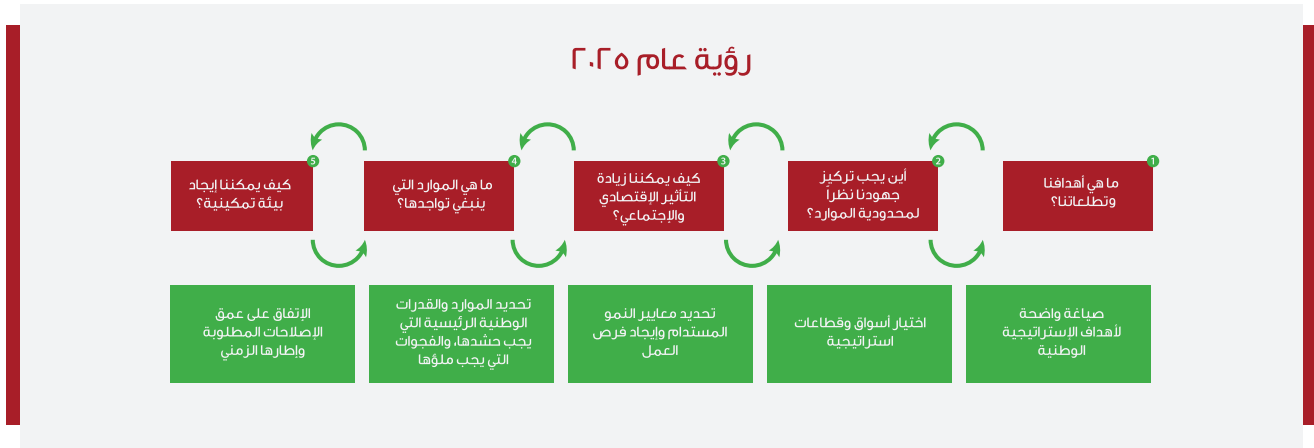 رؤية عام ٢٠٢٥
1
ما هي أهدافنا
وتطلعاتنا؟
2
أين يجب تركيز
جهودنا نظراً
لمحدودية الموارد؟
3
كيف يمكننا زيادة
التأثير الإقتصادي
والإجتماعي؟
4
ما هي الموارد التي
ينبغي تواجدها؟
5
كيف يمكننا إيجاد
بيئة تمكينية؟
صياغة واضحة
لأهداف الإستراتيجية
الوطنية
اختيار أسواق وقطاعات
استراتيجية
تحديد معايير النمو
المستدام وإيجاد فرص
العمل
تحديد الموارد والقدرات
الوطنية الرئيسية التي
يجب حشدها، والفجوات
التي يجب ملؤها
الإتفاق على عمق
الإصلاحات المطلوبة
وإطارها الزمني